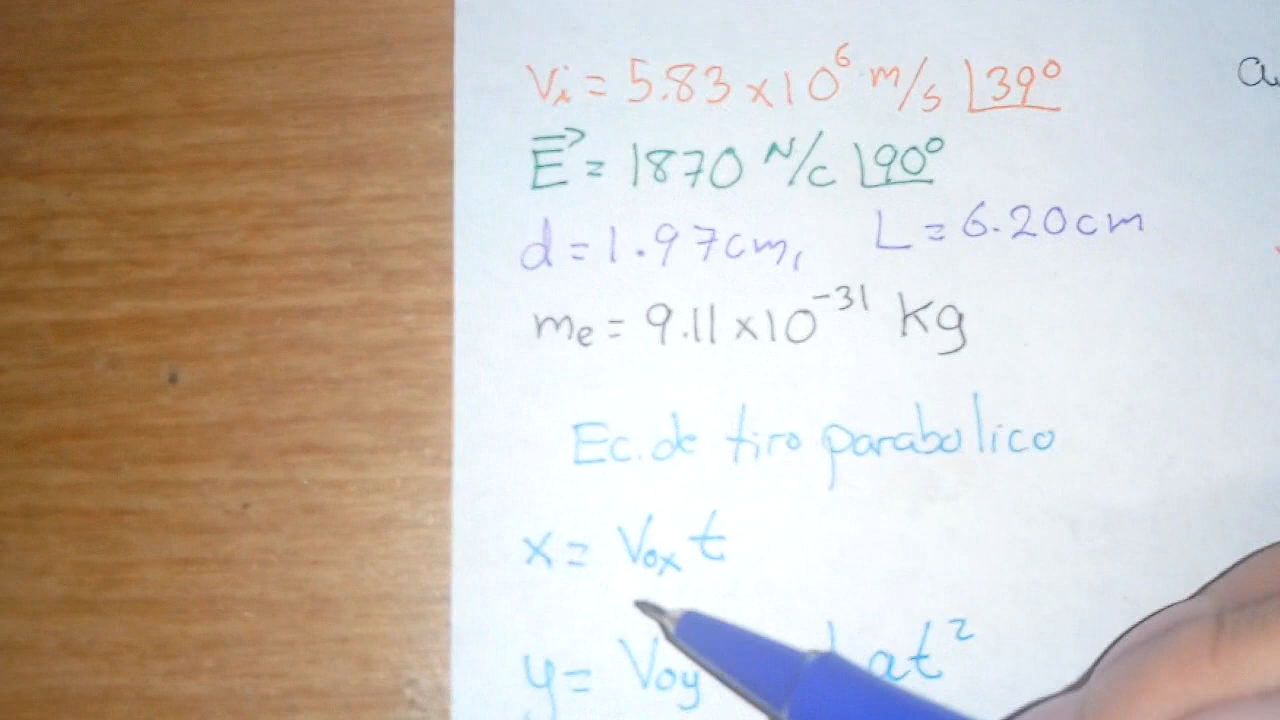 Vi = 5.83 x 10⁶ m/s ⌊39°
E⃗ = 1870 N/C ⌊90°
d = 1.97cm, L = 6.20cm
me = 9.11 x 10⁻³¹ kg
Ec. de tiro parabolico
x = Vox t
y = Voy at²